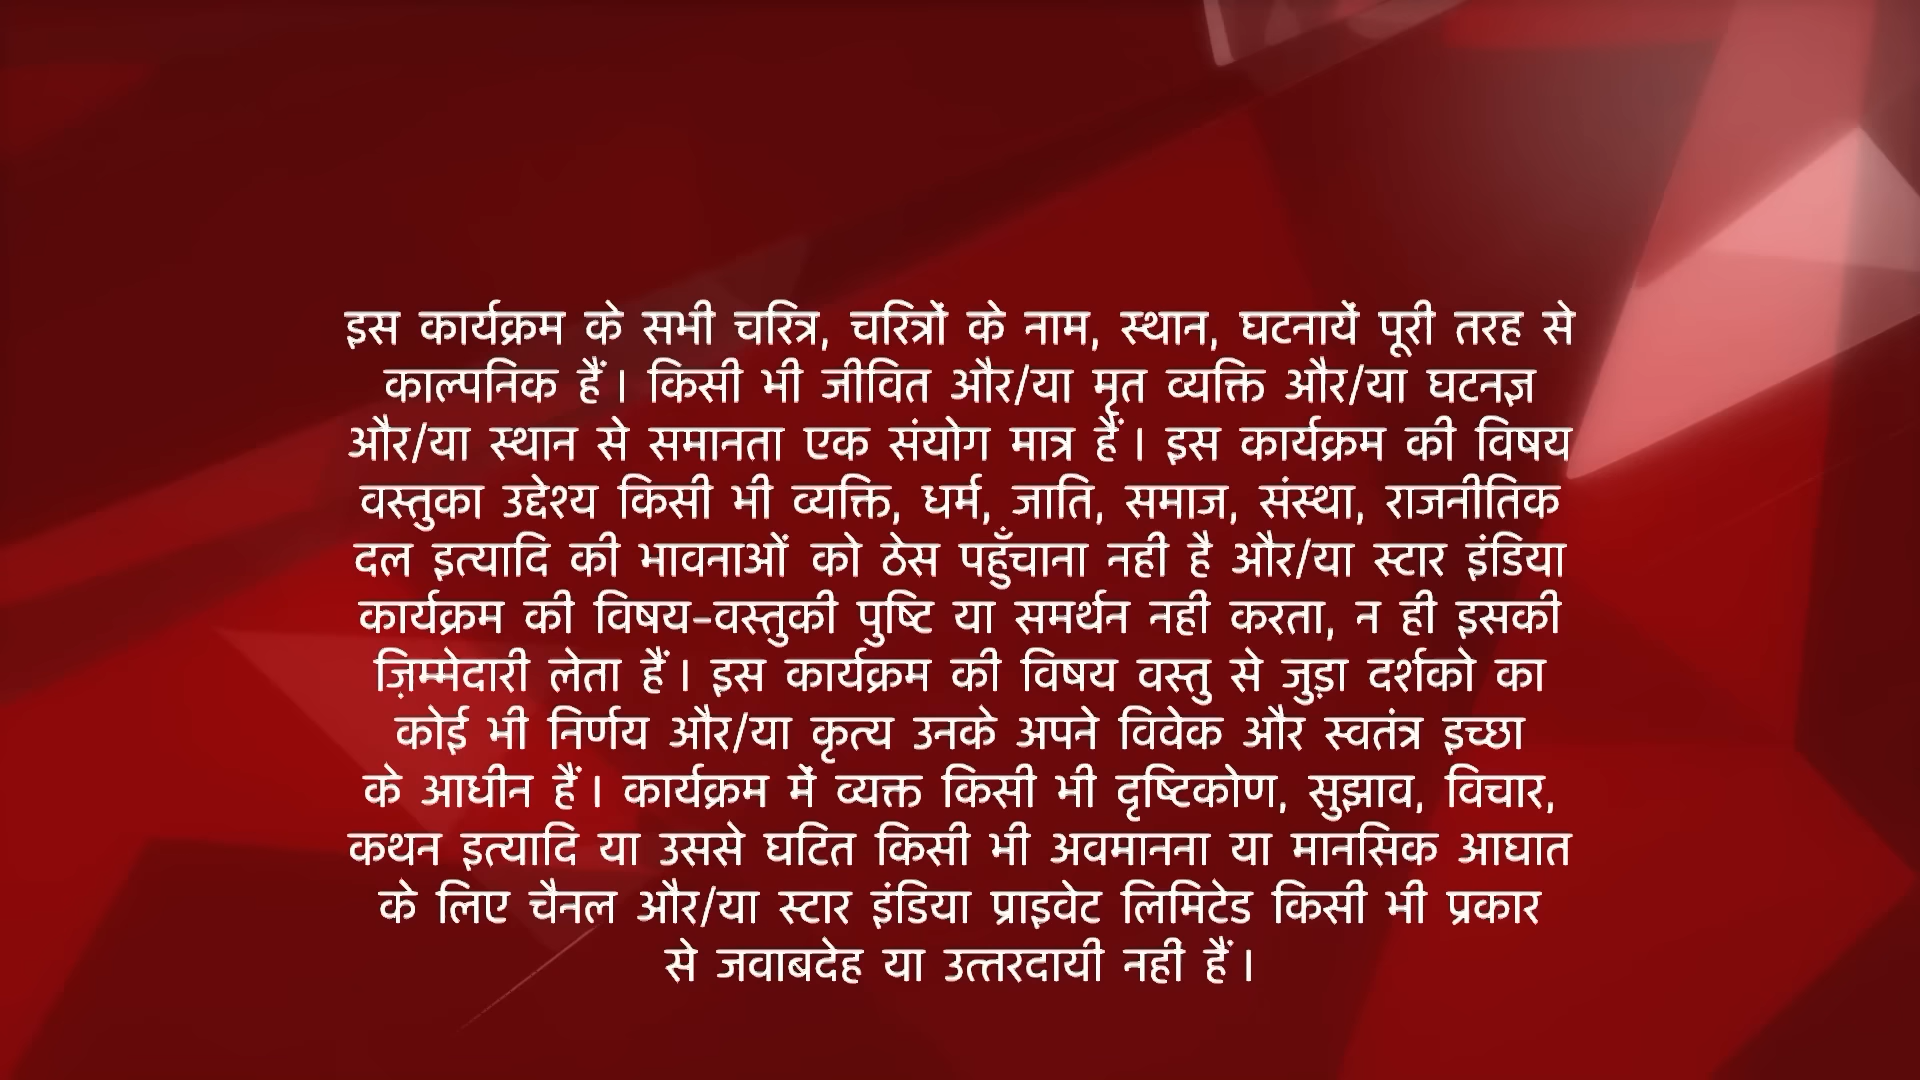 इस कार्यक्रम के सभी चरित्र, चरित्रों के नाम, स्थान, घटनायें पूरी तरह से
काल्पनिक हैं। किसी भी जीवित और/या मृत व्यक्ति और/या घटनज्ञ
और/या स्थान से समानता एक संयोग मात्र हैं। इस कार्यक्रम की विषय
वस्तुका उद्देश्य किसी भी व्यक्ति, धर्म, जाति, समाज, संस्था, राजनीतिक
दल इत्यादि की भावनाओं को ठेस पहुँचाना नही है और/या स्टार इंडिया
कार्यक्रम की विषय-वस्तुकी पुष्टि या समर्थन नही करता, न ही इसकी
ज़िम्मेदारी लेता हैं। इस कार्यक्रम की विषय वस्तु से जुड़ा दर्शको का
कोई भी निर्णय और/या कृत्य उनके अपने विवेक और स्वतंत्र इच्छा
के आधीन हैं। कार्यक्रम में व्यक्त किसी भी दृष्टिकोण, सुझाव, विचार,
कथन इत्यादि या उससे घटित किसी भी अवमानना या मानसिक आघात
के लिए चैनल और/या स्टार इंडिया प्राइवेट लिमिटेड किसी भी प्रकार
से जवाबदेह या उत्तरदायी नही हैं।